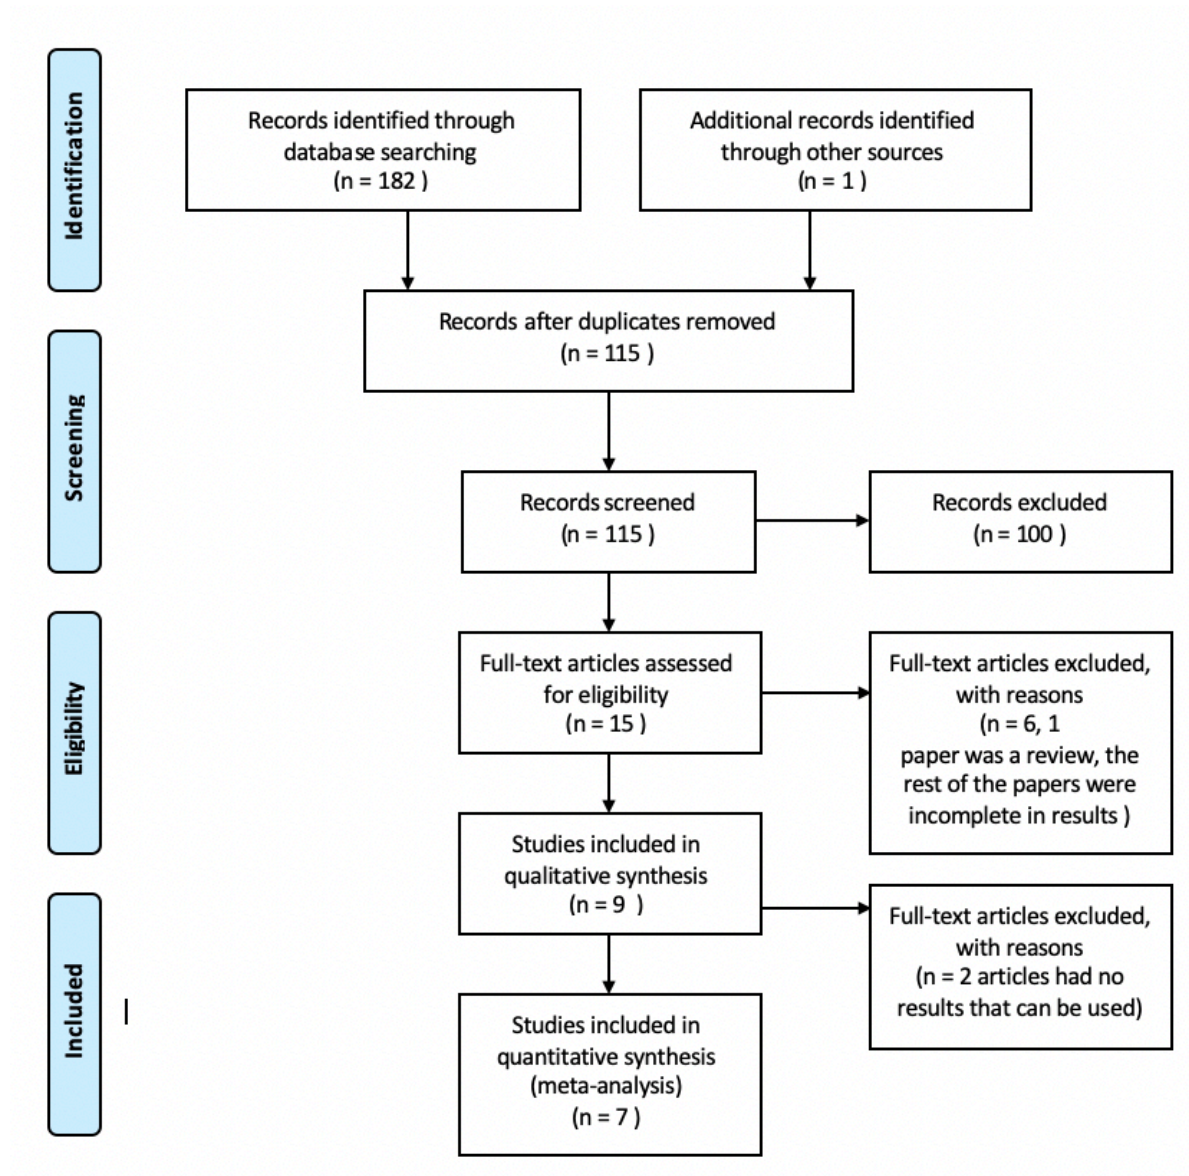 Identification
Records identified through
database searching
(n = 182 )
Additional records identified
through other sources
(n = 1 )
Records after duplicates removed
(n = 115 )
Screening
Records screened
(n = 115 )
Records excluded
(n = 100 )
Eligibility
Full-text articles assessed
for eligibility
(n = 15 )
Full-text articles excluded,
with reasons
(n = 6, 1
paper was a review, the
rest of the papers were
incomplete in results )
Studies included in
qualitative synthesis
(n = 9 )
Full-text articles excluded,
with reasons
(n = 2 articles had no
results that can be used)
Included
Studies included in
quantitative synthesis
(meta-analysis)
(n = 7 )